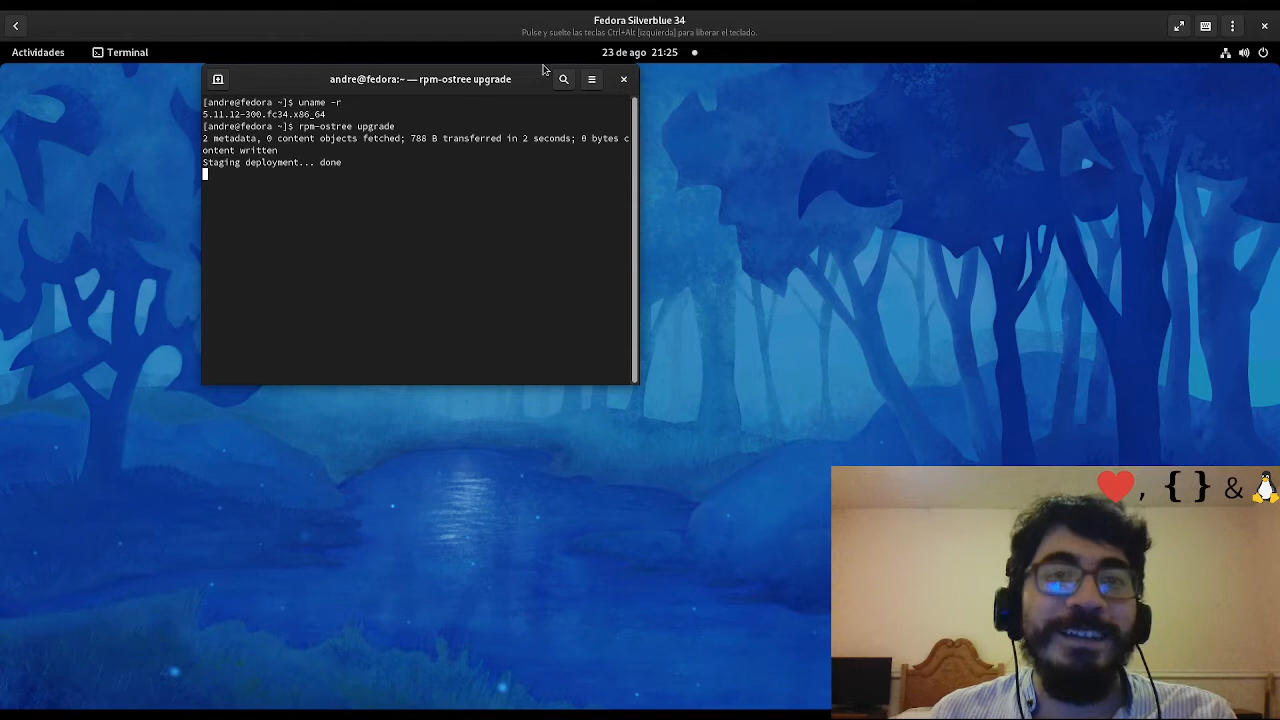 Fedora Silverblue 34
Pulse y suelte las teclas Ctrl+Alt [izquierda] para liberar el teclado.
Actividades
Terminal
23 de ago 21:25
andre@fedora:~ — rpm-ostree upgrade
[andre@fedora ~]$ uname -r
5.11.12-300.fc34.x86_64
[andre@fedora ~]$ rpm-ostree upgrade
2 metadata, 0 content objects fetched; 788 B transferred in 2 seconds; 0 bytes c
ontent written
Staging deployment... done
, { } &